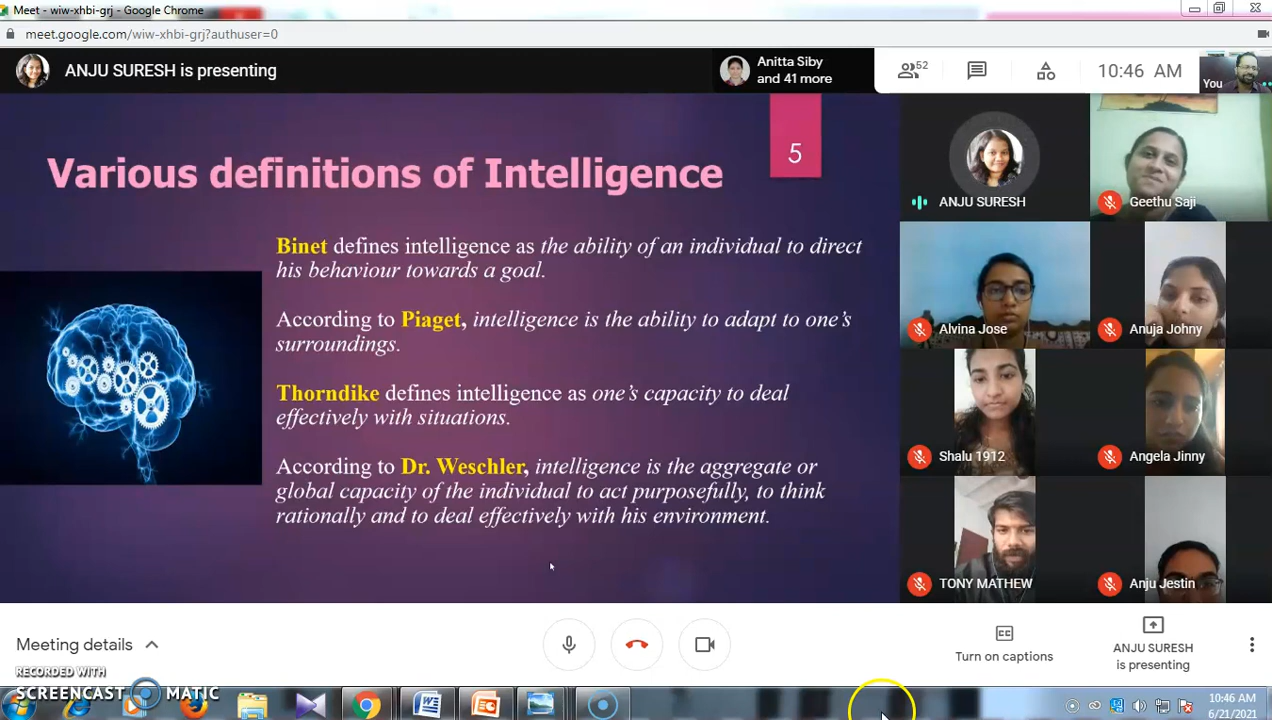 Meet - wiw-xhbi-grj - Google Chrome
meet.google.com/wiw-xhbi-grj?authuser=0
ANJU SURESH is presenting
Anitta Siby
and 41 more
52
10:46 AM
You
5
Various definitions of Intelligence
Binet defines intelligence as the ability of an individual to direct
his behaviour towards a goal.
According to Piaget, intelligence is the ability to adapt to one's
surroundings.
Thorndike defines intelligence as one's capacity to deal
effectively with situations.
According to Dr. Weschler, intelligence is the aggregate or
global capacity of the individual to act purposefully, to think
rationally and to deal effectively with his environment.
ANJU SURESH
Geethu Saji
Alvina Jose
Anuja Johny
Shalu 1912
Angela Jinny
TONY MATHEW
Anju Jestin
Meeting details
CC
Turn on captions
ANJU SURESH
is presenting
RECORDED WITH
SCREENCAST MATIC
10:46 AM
6/21/2021